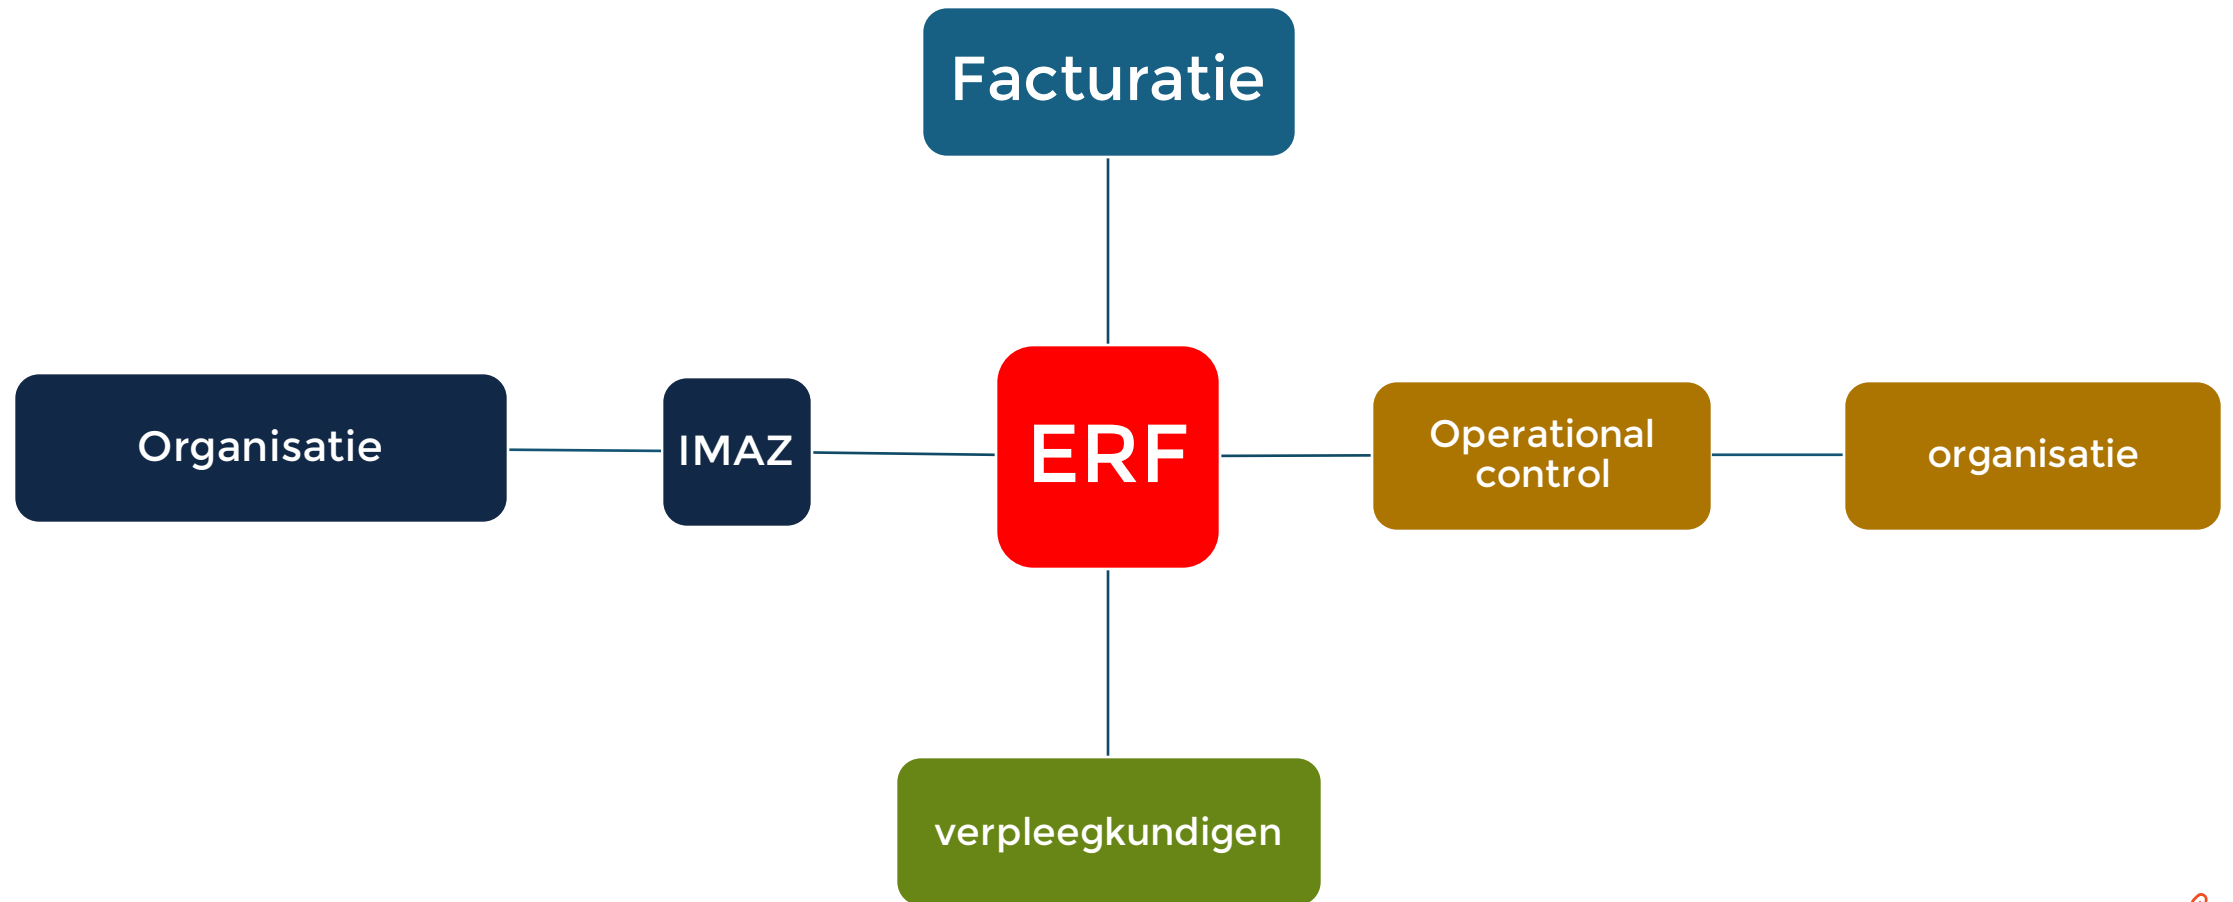 Facturatie
Organisatie
IMAZ
ERF
Operational
control
organisatie
verpleegkundigen